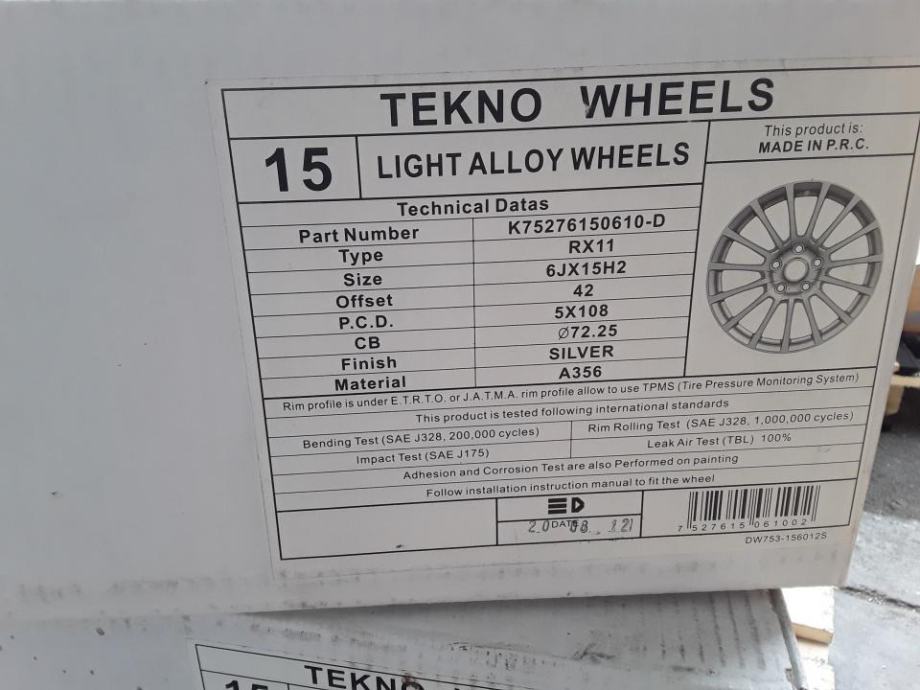 TEKNO WHEELS
15
LIGHT ALLOY WHEELS
This product is:
MADE IN P.R.C.
Technical Datas
Part Number K75276150610-D
Type RX11
Size 6JX15H2
Offset 42
P.C.D. 5X108
CB Ø72.25
Finish SILVER
Material A356
Rim profile is under E.T.R.T.O. or J.A.T.M.A. rim profile allow to use TPMS (Tire Pressure Monitoring System)
This product is tested following international standards
Bending Test (SAE J328, 200,000 cycles) Rim Rolling Test (SAE J328, 1,000,000 cycles)
Impact Test (SAE J175) Leak Air Test (TBL) 100%
Adhesion and Corrosion Test are also Performed on painting
Follow installation instruction manual to fit the wheel
DATE
7 527615 061002
DW753-156012S
TEKNO
15